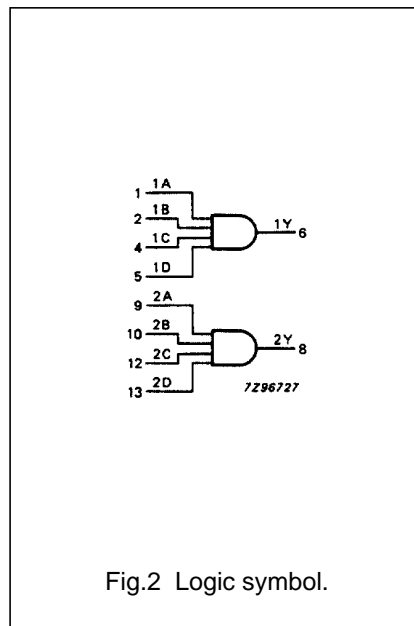 1 1A
2 1B
4 1C
5 1D
1Y 6
9 2A
10 2B
12 2C
13 2D
2Y 8
7Z96727
Fig.2 Logic symbol.